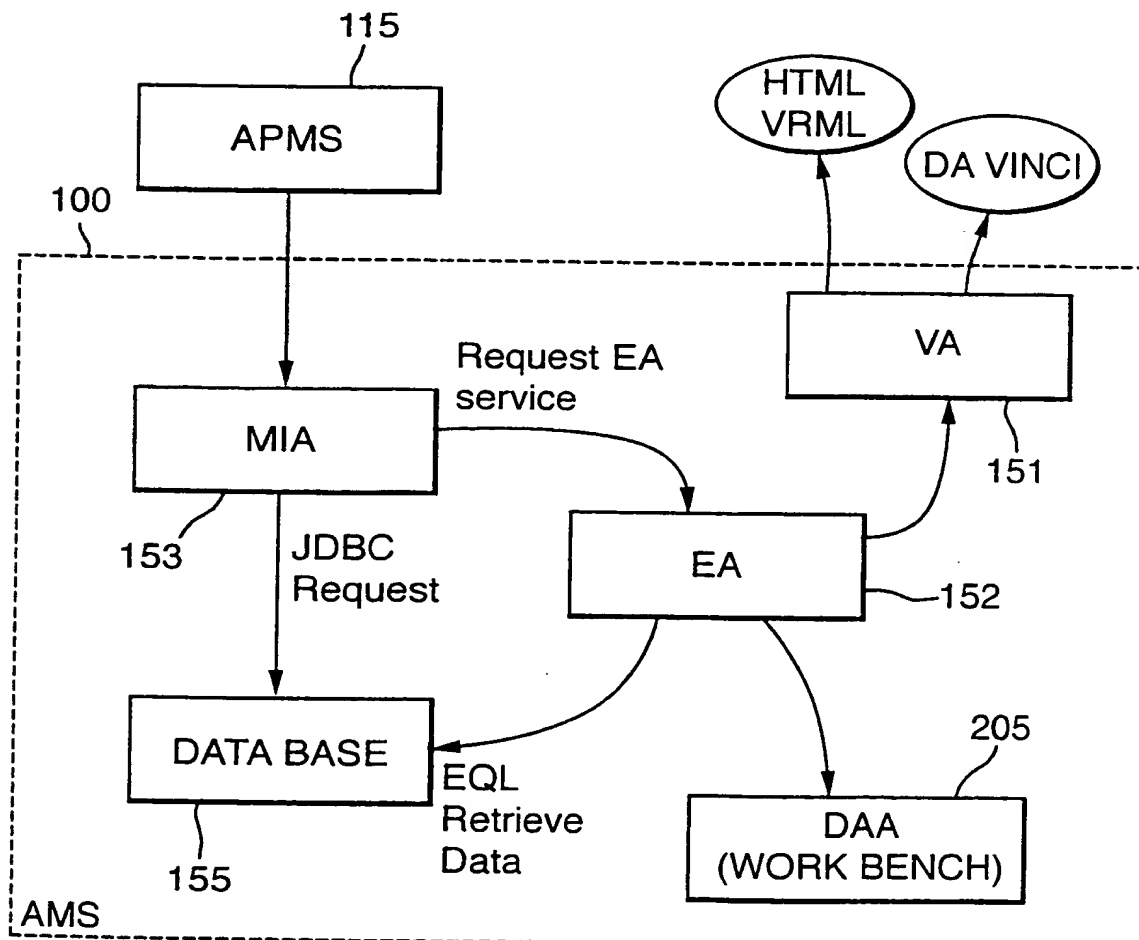 115
APMS
HTML
VRML
DA VINCI
100
VA
151
Request EA
service
MIA
153
JDBC
Request
EA
152
DATA BASE
155
EQL
Retrieve
Data
205
DAA
(WORK BENCH)
AMS